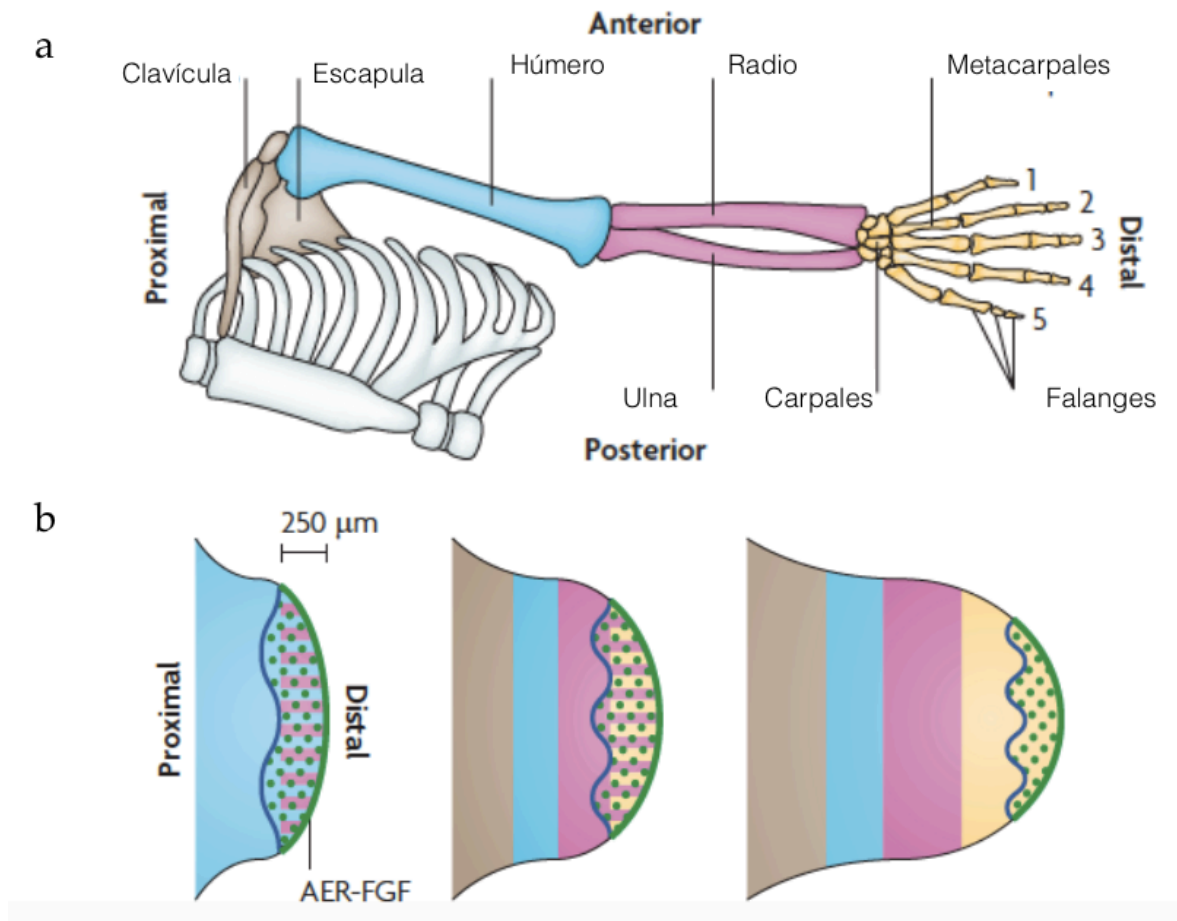 a
Anterior
Clavícula
Escapula
Húmero
Radio
Metacarpales
Proximal
1
2
3
4
5
Distal
Ulna
Carpales
Falanges
Posterior
b
250 μm
Proximal
Distal
AER-FGF